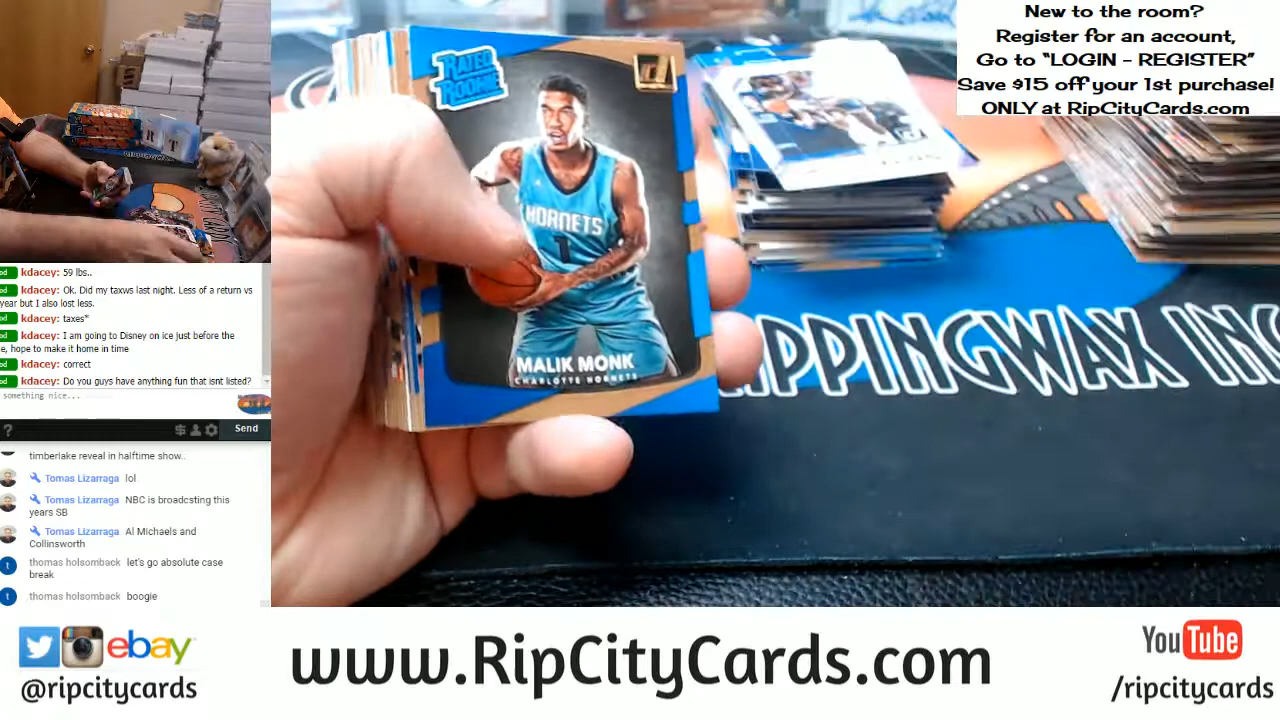 New to the room?
Register for an account,
Go to "LOGIN - REGISTER"
Save $15 off your 1st purchase!
ONLY at RipCityCards.com
RATED
ROOKIE
HORNETS
1
MALIK MONK
CHARLOTTE HORNETS
R
T
RIPPINGWAX INC
kdacey: 59 lbs..
kdacey: Ok. Did my taxws last night. Less of a return vs
year but I also lost less.
kdacey: taxes*
kdacey: I am going to Disney on ice just before the
e, hope to make it home in time
kdacey: correct
kdacey: Do you guys have anything fun that isnt listed?
something nice...
?
Send
timberlake reveal in halftime show..
Tomas Lizarraga lol
Tomas Lizarraga NBC is broadcsting this
years SB
Tomas Lizarraga Al Michaels and
Collinsworth
t thomas holsomback let's go absolute case
break
t thomas holsomback boogie
ebay
@ripcitycards
www.RipCityCards.com
YouTube
/ripcitycards